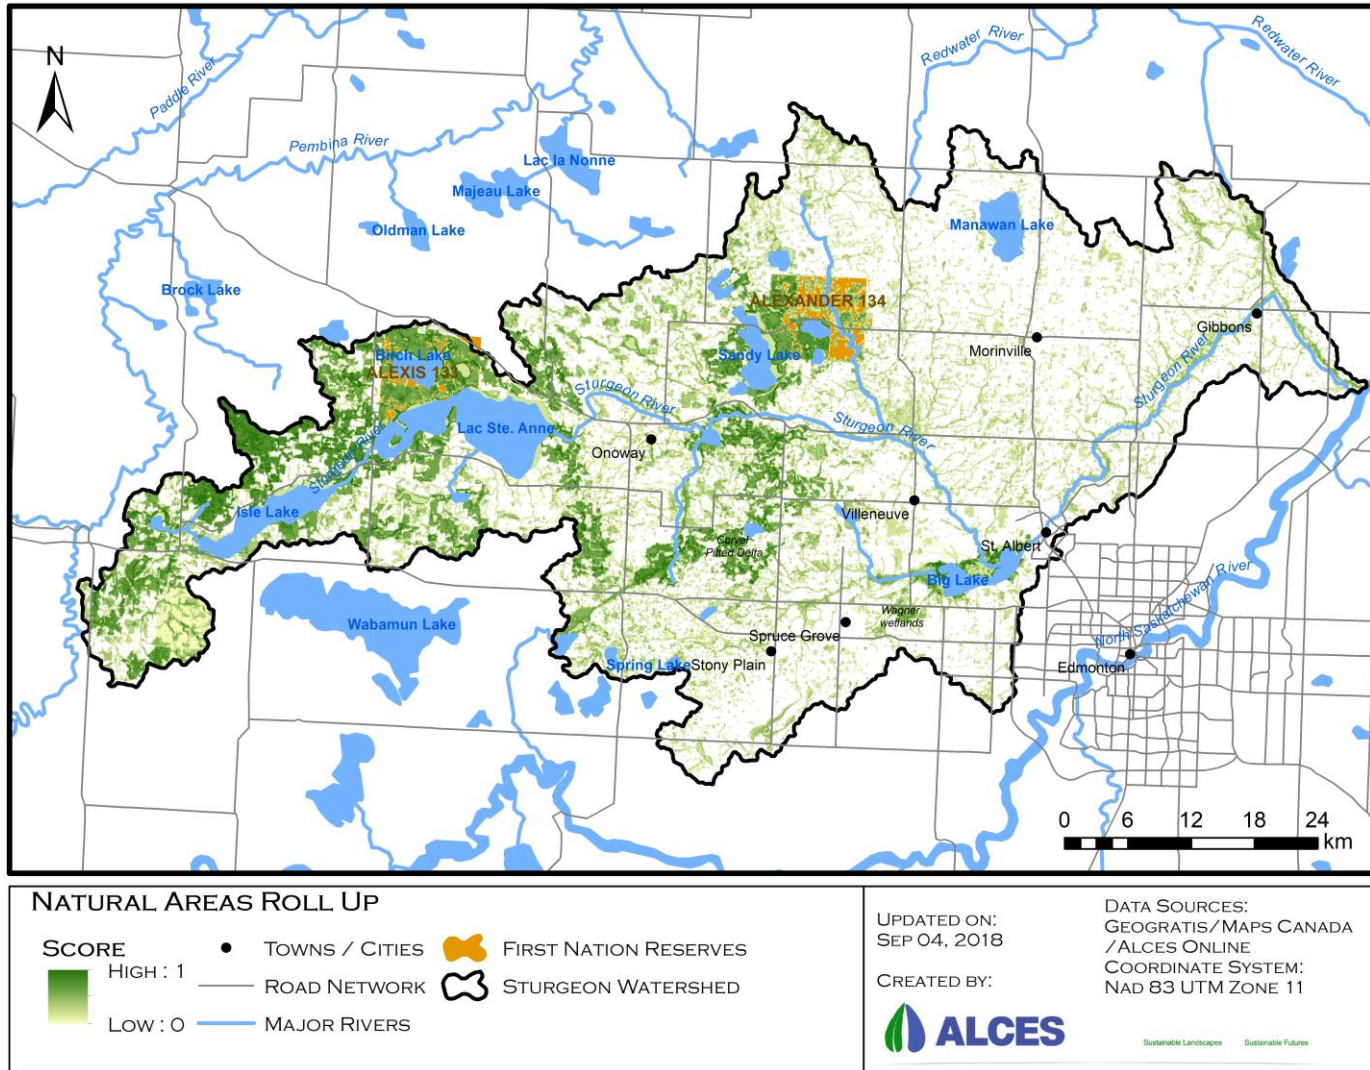 N
Paddle River
Pembina River
Redwater River
Redwater River
Lac la Nonne
Majeau Lake
Oldman Lake
Brock Lake
Manawan Lake
ALEXANDER 134
Gibbons
Morinville
Sandy Lake
Birch Lake
ALEXIS 133
Sturgeon River
Sturgeon River
Sturgeon River
Sturgeon River
Lac Ste. Anne
Onoway
Isle Lake
Villeneuve
Carvel
Pitted Delta
St. Albert
Big Lake
Wagner
wetlands
Wabamun Lake
Spruce Grove
Spring Lake
Stony Plain
North Saskatchewan River
Edmonton
0 6 12 18 24
km
NATURAL AREAS ROLL UP
SCORE
HIGH : 1
LOW : 0
TOWNS / CITIES
ROAD NETWORK
MAJOR RIVERS
FIRST NATION RESERVES
STURGEON WATERSHED
UPDATED ON:
SEP 04, 2018
CREATED BY:
ALCES
Sustainable Landscapes Sustainable Futures
DATA SOURCES:
GEOGRATIS/MAPS CANADA
/ALCES ONLINE
COORDINATE SYSTEM:
NAD 83 UTM ZONE 11